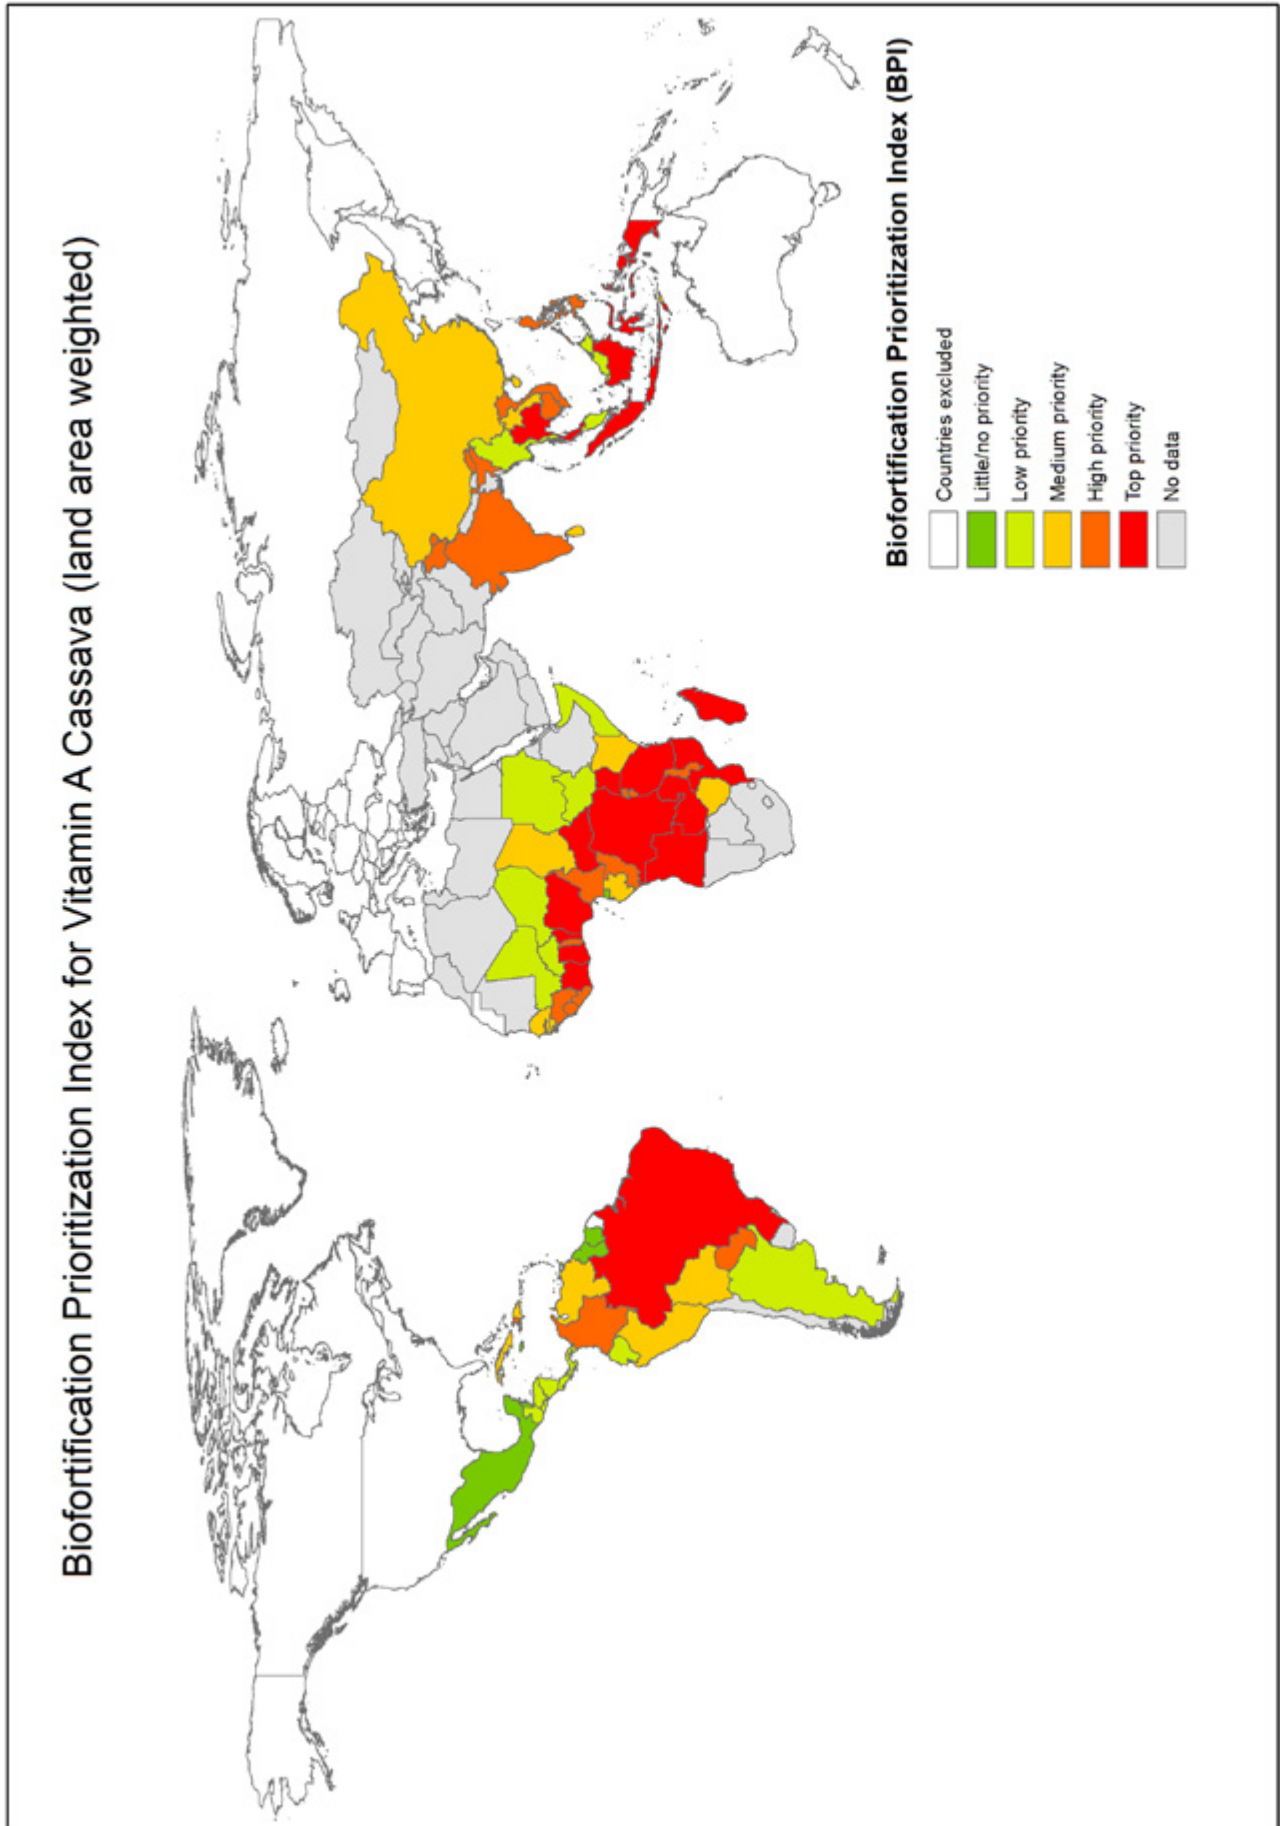 Biofortification Prioritization Index for Vitamin A Cassava (land area weighted)
Biofortification Prioritization Index (BPI)
Countries excluded
Little/no priority
Low priority
Medium priority
High priority
Top priority
No data